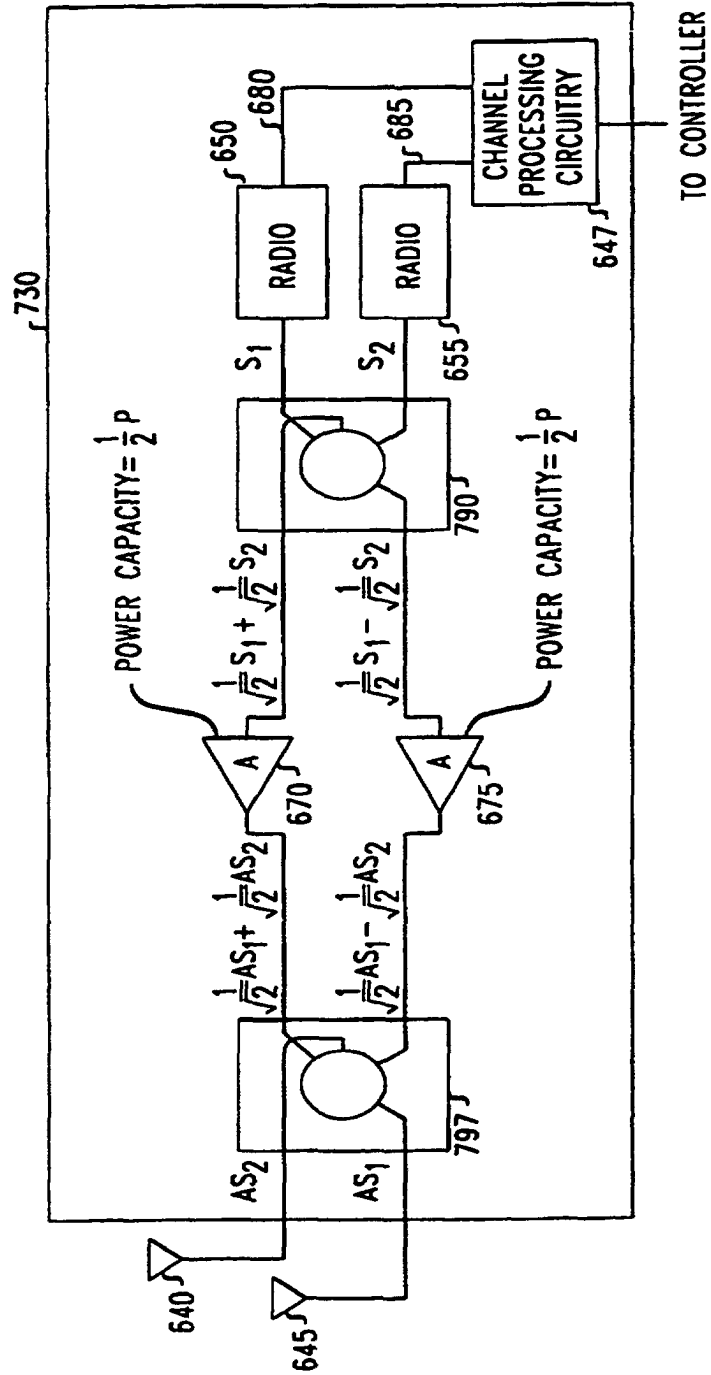 730
POWER CAPACITY= 1/2 P
640
645
AS2
AS1
797
1/√2 AS1+ 1/√2 AS2
1/√2 AS1- 1/√2 AS2
A
670
A
675
1/√2 S1+ 1/√2 S2
1/√2 S1- 1/√2 S2
POWER CAPACITY= 1/2 P
790
S1
S2
RADIO
650
RADIO
655
680
685
CHANNEL
PROCESSING
CIRCUITRY
647
TO CONTROLLER